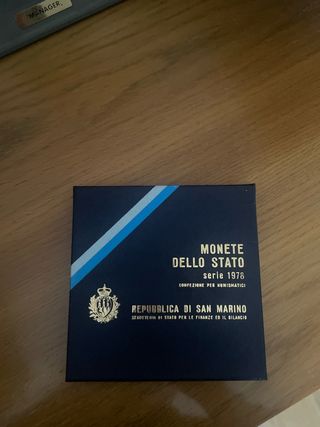 MANAGER.
MONETE
DELLO STATO
serie 1978
CONFEZIONE PER NUMISMATICI
REPUBBLICA DI SAN MARINO
SEGRETERIA DI STATO PER LE FINANZE ED IL BILANCIO